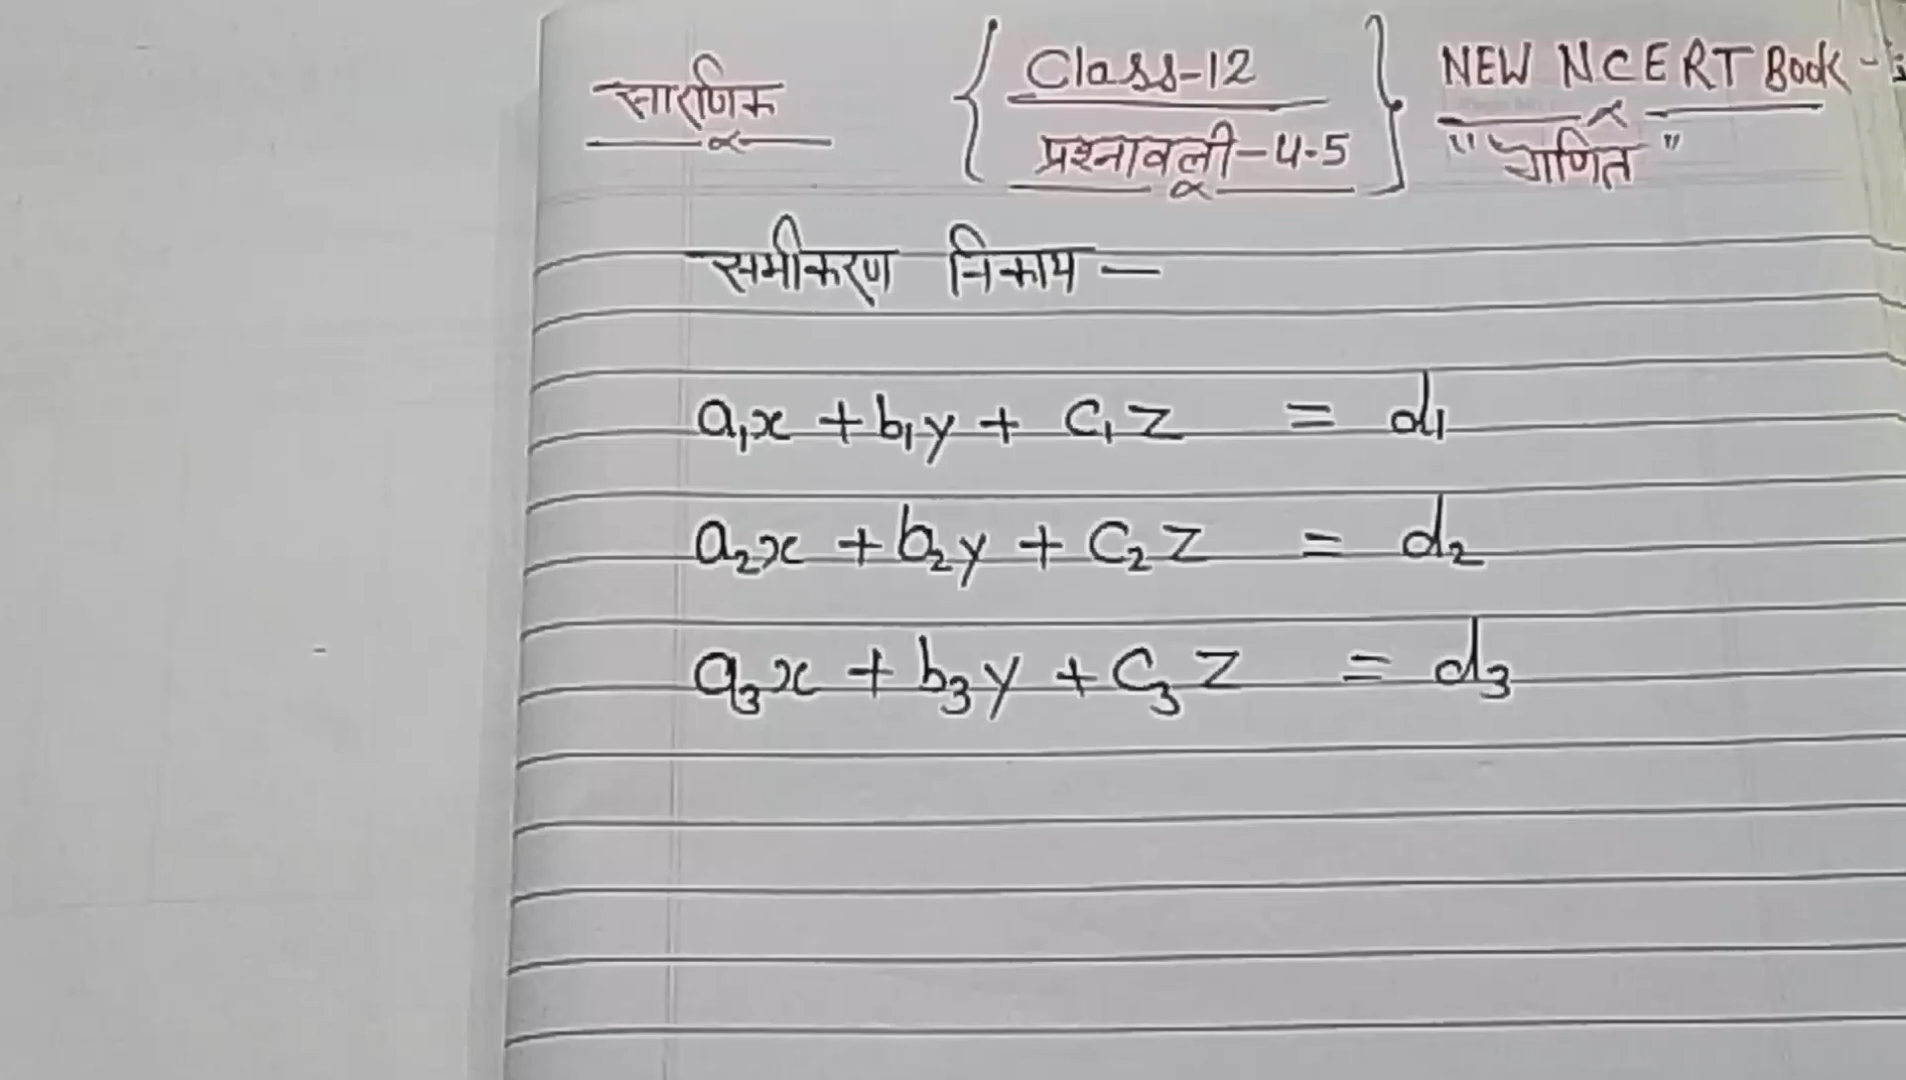 सारणिक
Class-12
प्रश्नावली-4.5
NEW NCERT Book -
"गणित"
समीकरण निकाय —
a₁x + b₁y + c₁z = d₁
a₂x + b₂y + c₂z = d₂
a₃x + b₃y + c₃z = d₃